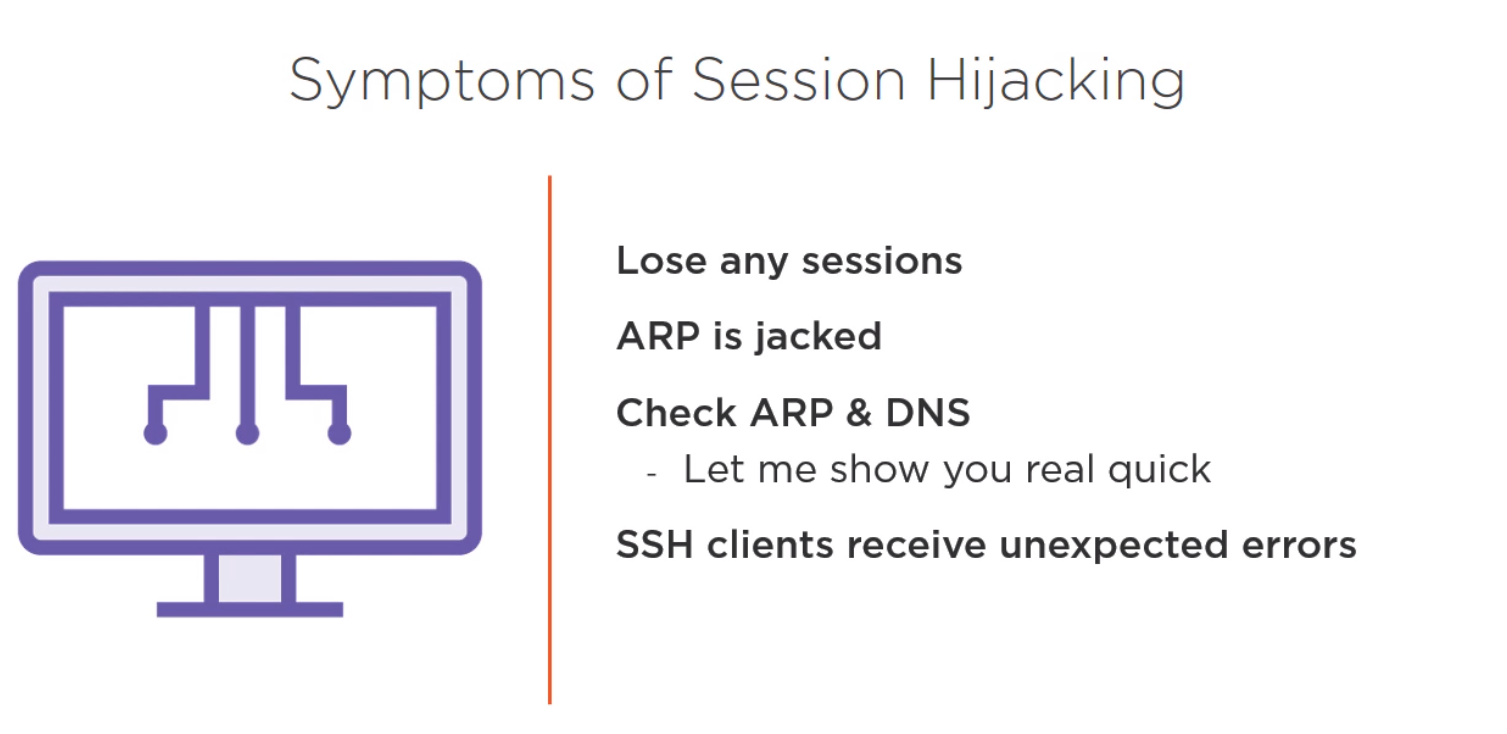 Symptoms of Session Hijacking
Lose any sessions
ARP is jacked
Check ARP & DNS
- Let me show you real quick
SSH clients receive unexpected errors